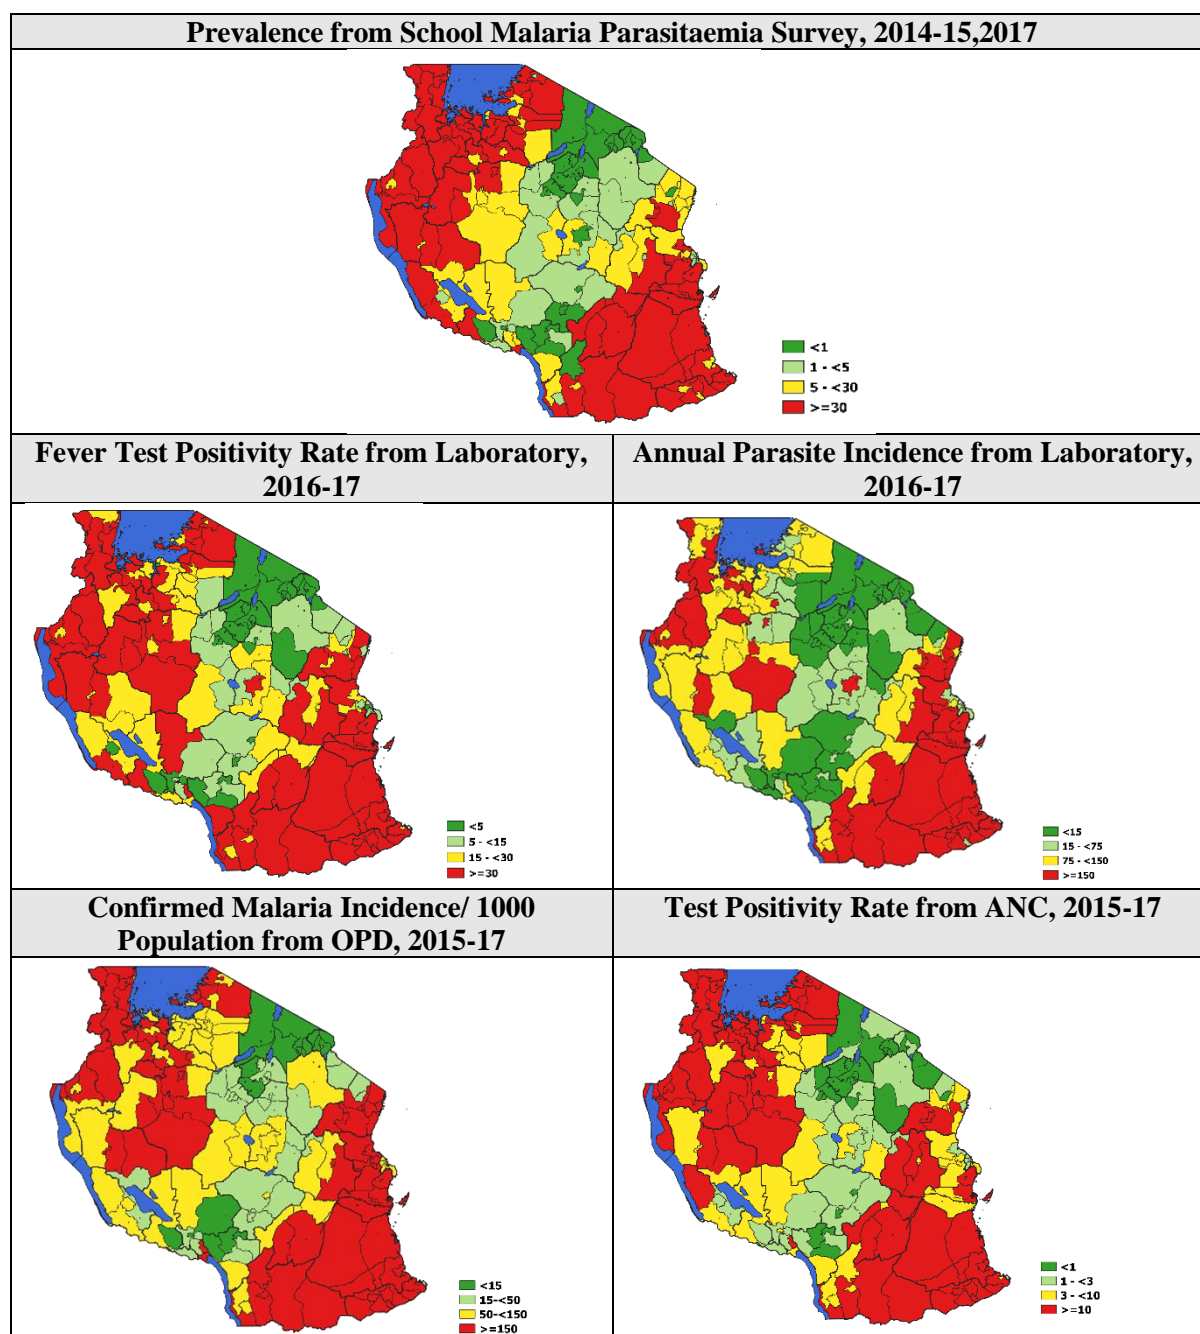 Prevalence from School Malaria Parasitaemia Survey, 2014-15,2017
<1
1 - <5
5 - <30
>=30
Fever Test Positivity Rate from Laboratory,
2016-17
Annual Parasite Incidence from Laboratory,
2016-17
<5
5 - <15
15 - <30
>=30
<15
15 - <75
75 - <150
>=150
Confirmed Malaria Incidence/ 1000
Population from OPD, 2015-17
Test Positivity Rate from ANC, 2015-17
<15
15-<50
50-<150
>=150
<1
1 - <3
3 - <10
>=10